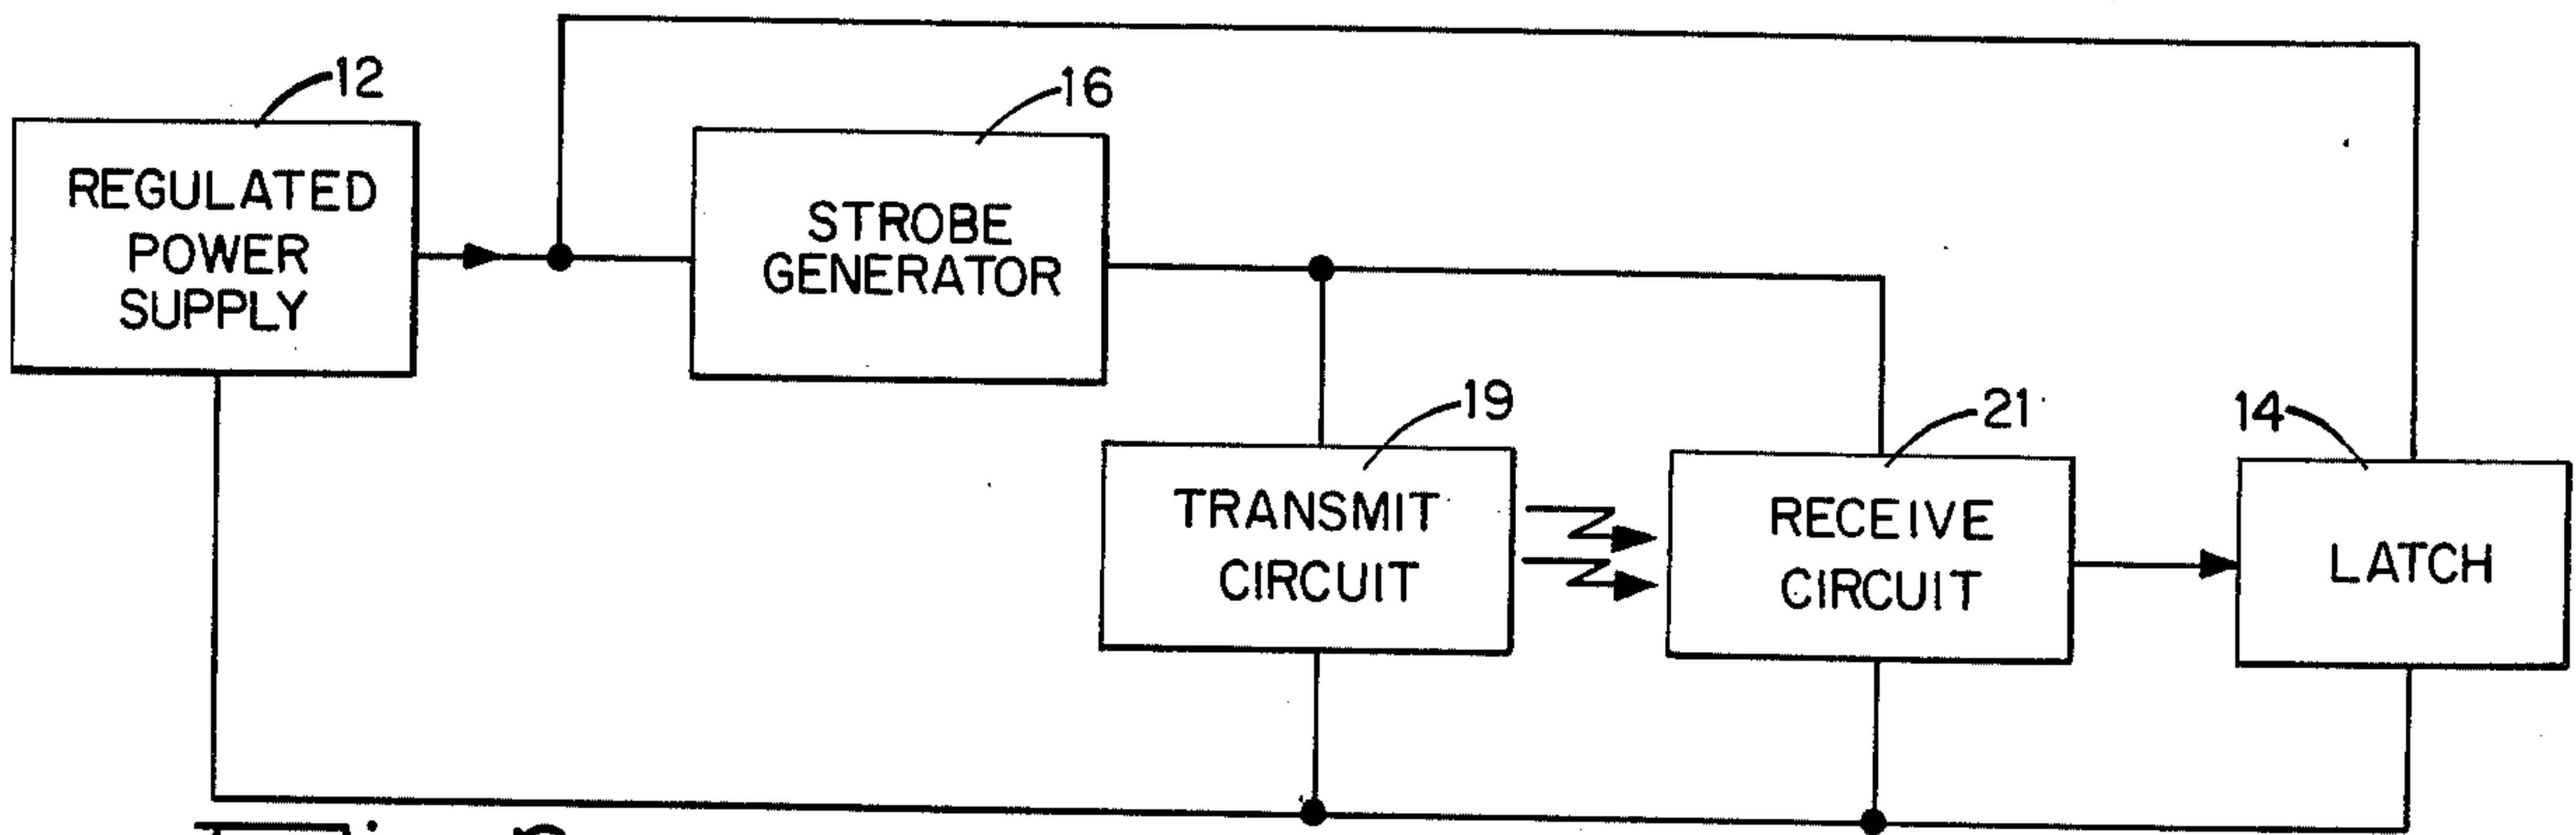 12
REGULATED
POWER
SUPPLY
16
STROBE
GENERATOR
19
TRANSMIT
CIRCUIT
21
RECEIVE
CIRCUIT
14
LATCH